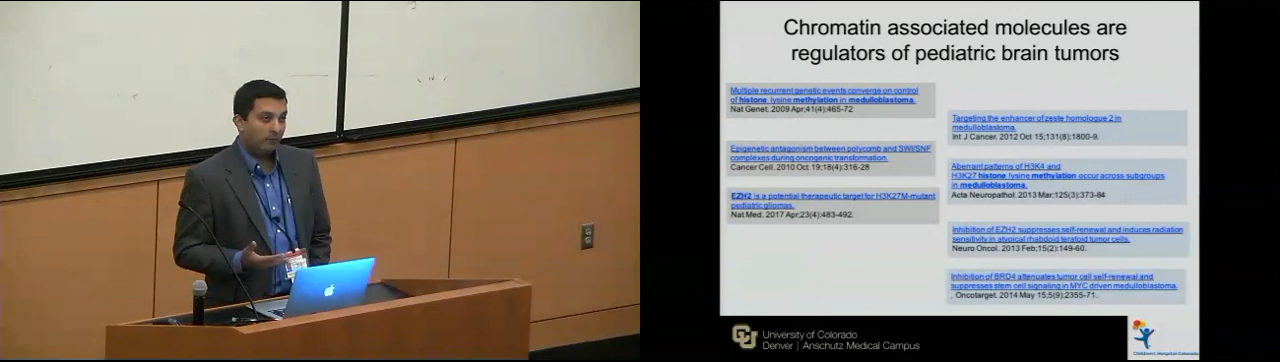 Chromatin associated molecules are
regulators of pediatric brain tumors
Multiple recurrent genetic events converge on control
of histone lysine methylation in medulloblastoma.
Nat Genet. 2009 Apr;41(4):465-72
Epigenetic antagonism between polycomb and SWI/SNF
complexes during oncogenic transformation.
Cancer Cell. 2010 Oct 19;18(4):316-28
EZH2 is a potential therapeutic target for H3K27M-mutant
pediatric gliomas.
Nat Med. 2017 Apr;23(4):483-492.
Targeting the enhancer of zeste homologue 2 in
medulloblastoma.
Int J Cancer. 2012 Oct 15;131(8):1800-9.
Aberrant patterns of H3K4 and
H3K27 histone lysine methylation occur across subgroups
in medulloblastoma.
Acta Neuropathol. 2013 Mar;125(3):373-84
Inhibition of EZH2 suppresses self-renewal and induces radiation
sensitivity in atypical rhabdoid teratoid tumor cells.
Neuro Oncol. 2013 Feb;15(2):149-60.
Inhibition of BRD4 attenuates tumor cell self-renewal and
suppresses stem cell signaling in MYC driven medulloblastoma.
. Oncotarget. 2014 May 15;5(9):2355-71.
CU
University of Colorado
Denver | Anschutz Medical Campus
Children's Hospital Colorado